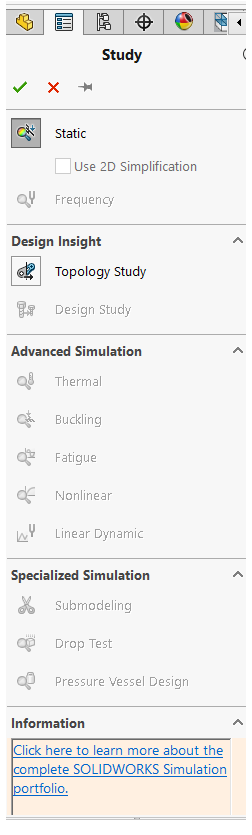 Study
Static
Use 2D Simplification
Frequency
Design Insight
Topology Study
Design Study
Advanced Simulation
Thermal
Buckling
Fatigue
Nonlinear
Linear Dynamic
Specialized Simulation
Submodeling
Drop Test
Pressure Vessel Design
Information
Click here to learn more about the
complete SOLIDWORKS Simulation
portfolio.